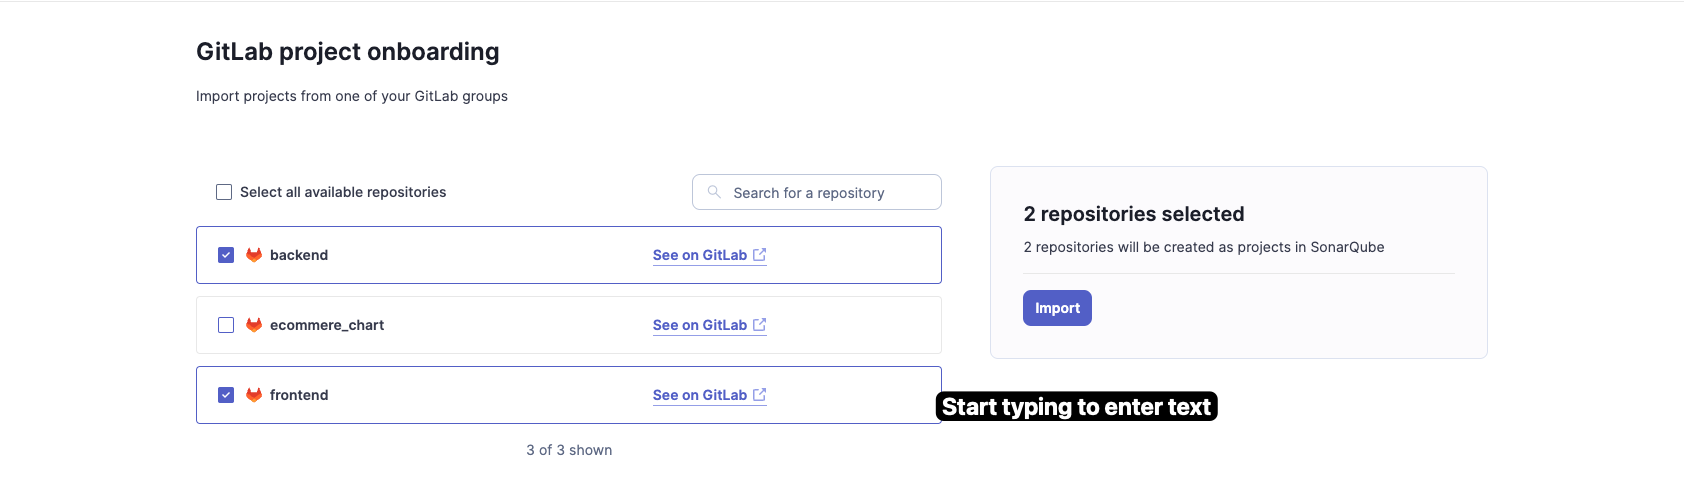 GitLab project onboarding
Import projects from one of your GitLab groups
Select all available repositories
Search for a repository
backend
See on GitLab
ecommere_chart
See on GitLab
frontend
See on GitLab
3 of 3 shown
2 repositories selected
2 repositories will be created as projects in SonarQube
Import
Start typing to enter text